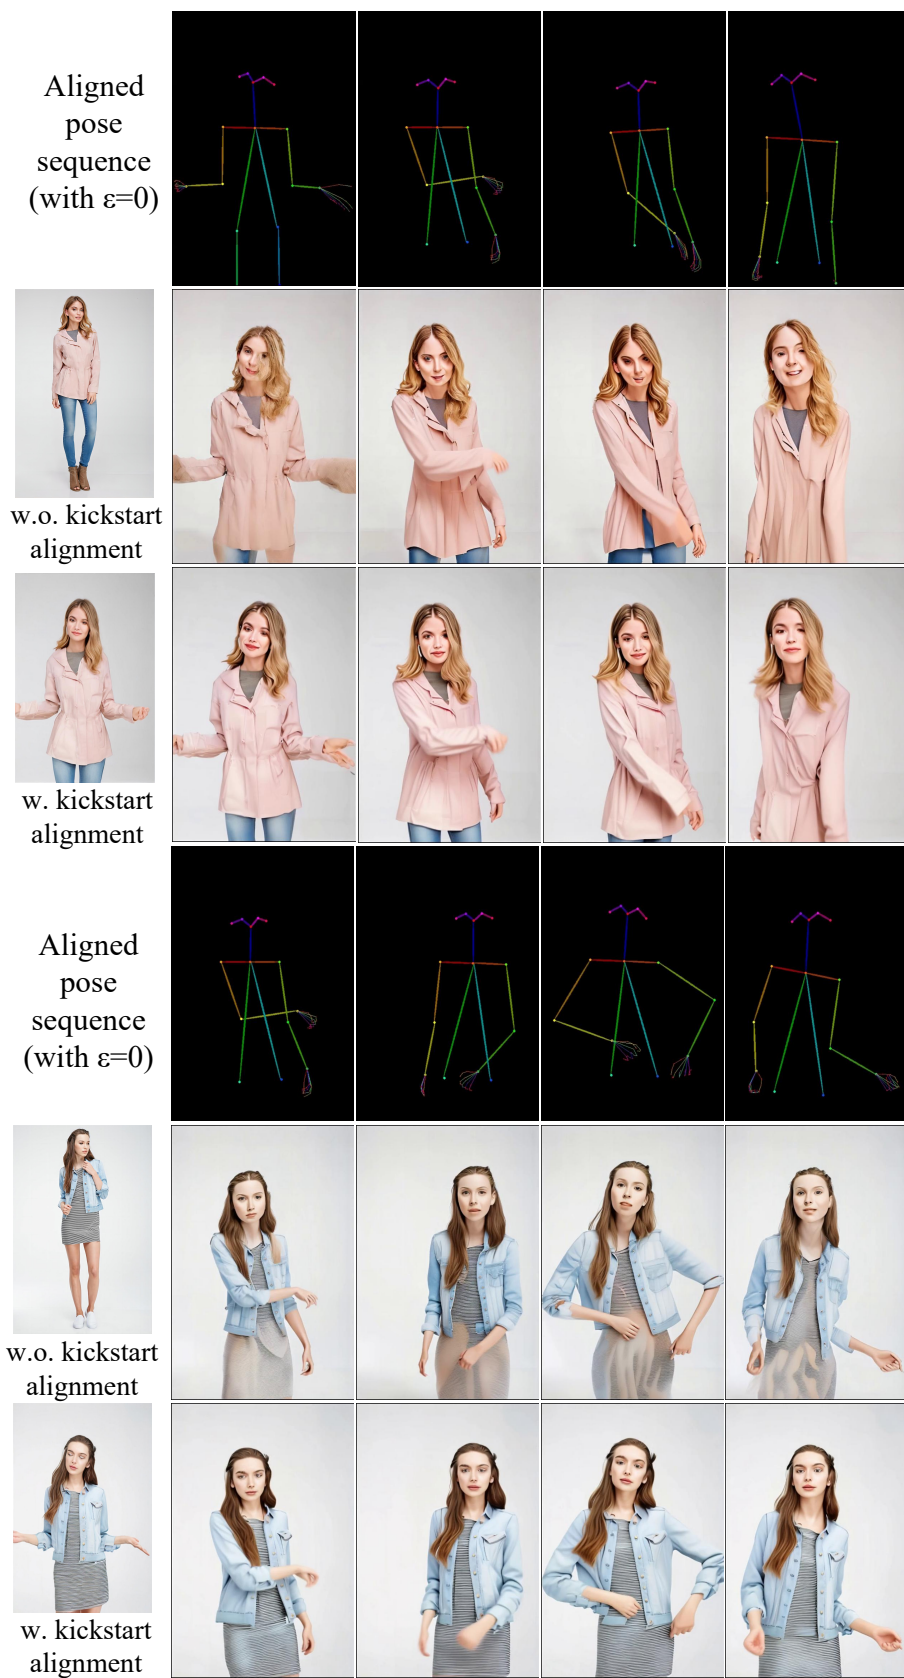 Aligned
pose
sequence
(with ε=0)
w.o. kickstart
alignment
w. kickstart
alignment
Aligned
pose
sequence
(with ε=0)
w.o. kickstart
alignment
w. kickstart
alignment